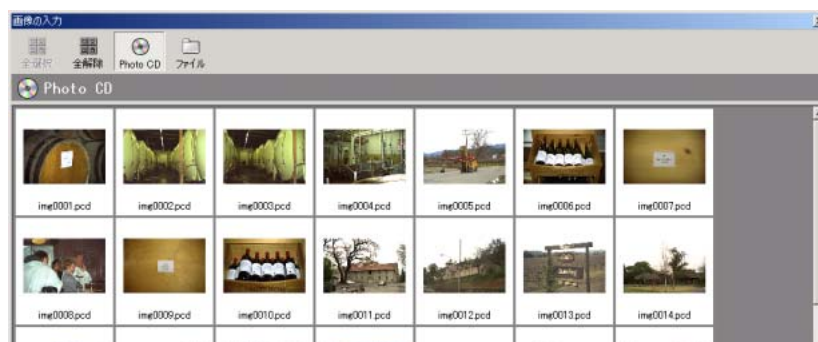 画像の入力
全選択 全解除 Photo CD ファイル
Photo CD
img0001.pcd img0002.pcd img0003.pcd img0004.pcd img0005.pcd img0006.pcd img0007.pcd
img0008.pcd img0009.pcd img0010.pcd img0011.pcd img0012.pcd img0013.pcd img0014.pcd